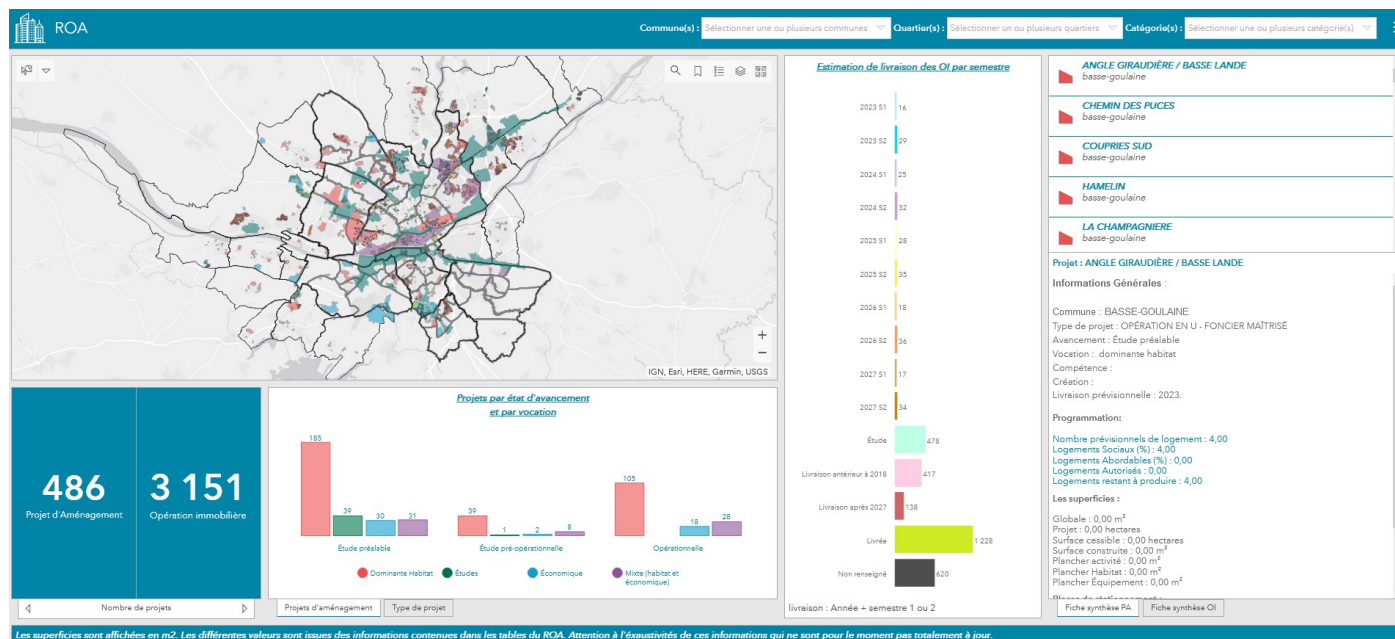 ROA
Commune(s) : Sélectionner une ou plusieurs communes
Quartier(s) : Sélectionner un ou plusieurs quartiers
Catégorie(s) : Sélectionner une ou plusieurs catégorie(s)
IGN, Esri, HERE, Garmin, USGS
486
Projet d'Aménagement
3 151
Opération immobilière
Nombre de projets
Projets par état d'avancement
et par vocation
185
39
30
31
Étude préalable
39
1
2
8
Étude pré-opérationnelle
105
18
28
Opérationnelle
Dominante Habitat
Études
Économique
Mixte (habitat et
économique)
Projets d'aménagement
Type de projet
Estimation de livraison des OI par semestre
2023 S1 16
2023 S2 29
2024 S1 25
2024 S2 32
2025 S1 28
2025 S2 35
2026 S1 18
2026 S2 36
2027 S1 17
2027 S2 34
Étude 478
Livraison antérieur à 2018 417
Livraison après 2027 138
Livrée 1 228
Non renseigné 620
livraison : Année + semestre 1 ou 2
ANGLE GIRAUDIÈRE / BASSE LANDE
basse-goulaine
CHEMIN DES PUCES
basse-goulaine
COUPRIES SUD
basse-goulaine
HAMELIN
basse-goulaine
LA CHAMPAGNIERE
basse-goulaine
Projet : ANGLE GIRAUDIÈRE / BASSE LANDE
Informations Générales :
Commune : BASSE-GOULAINE
Type de projet : OPÉRATION EN U - FONCIER MAÎTRISÉ
Avancement : Étude préalable
Vocation : dominante habitat
Compétence :
Création :
Livraison prévisionnelle : 2023.
Programmation:
Nombre prévisionnels de logement : 4,00
Logements Sociaux (%) : 4,00
Logements Abordables (%) : 0,00
Logements Autorisés : 0,00
Logements restant à produire : 4,00
Les superficies :
Globale : 0,00 m²
Projet : 0,00 hectares
Surface cessible : 0,00 hectares
Surface construite : 0,00 m²
Plancher activité : 0,00 m²
Plancher Habitat : 0,00 m²
Plancher Équipement : 0,00 m²
Fiche synthèse PA
Fiche synthèse OI
Les superficies sont affichées en m2. Les différentes valeurs sont issues des informations contenues dans les tables du ROA. Attention à l'éxaustivités de ces informations qui ne sont pour le moment pas totalement à jour.